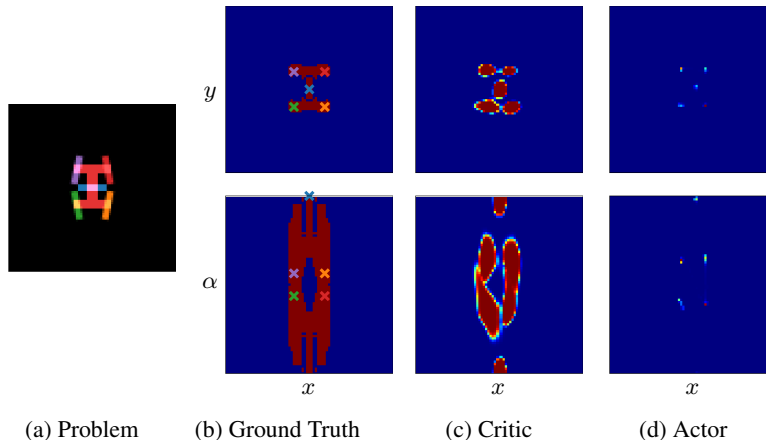 y
α
x
x
x
(a) Problem
(b) Ground Truth
(c) Critic
(d) Actor